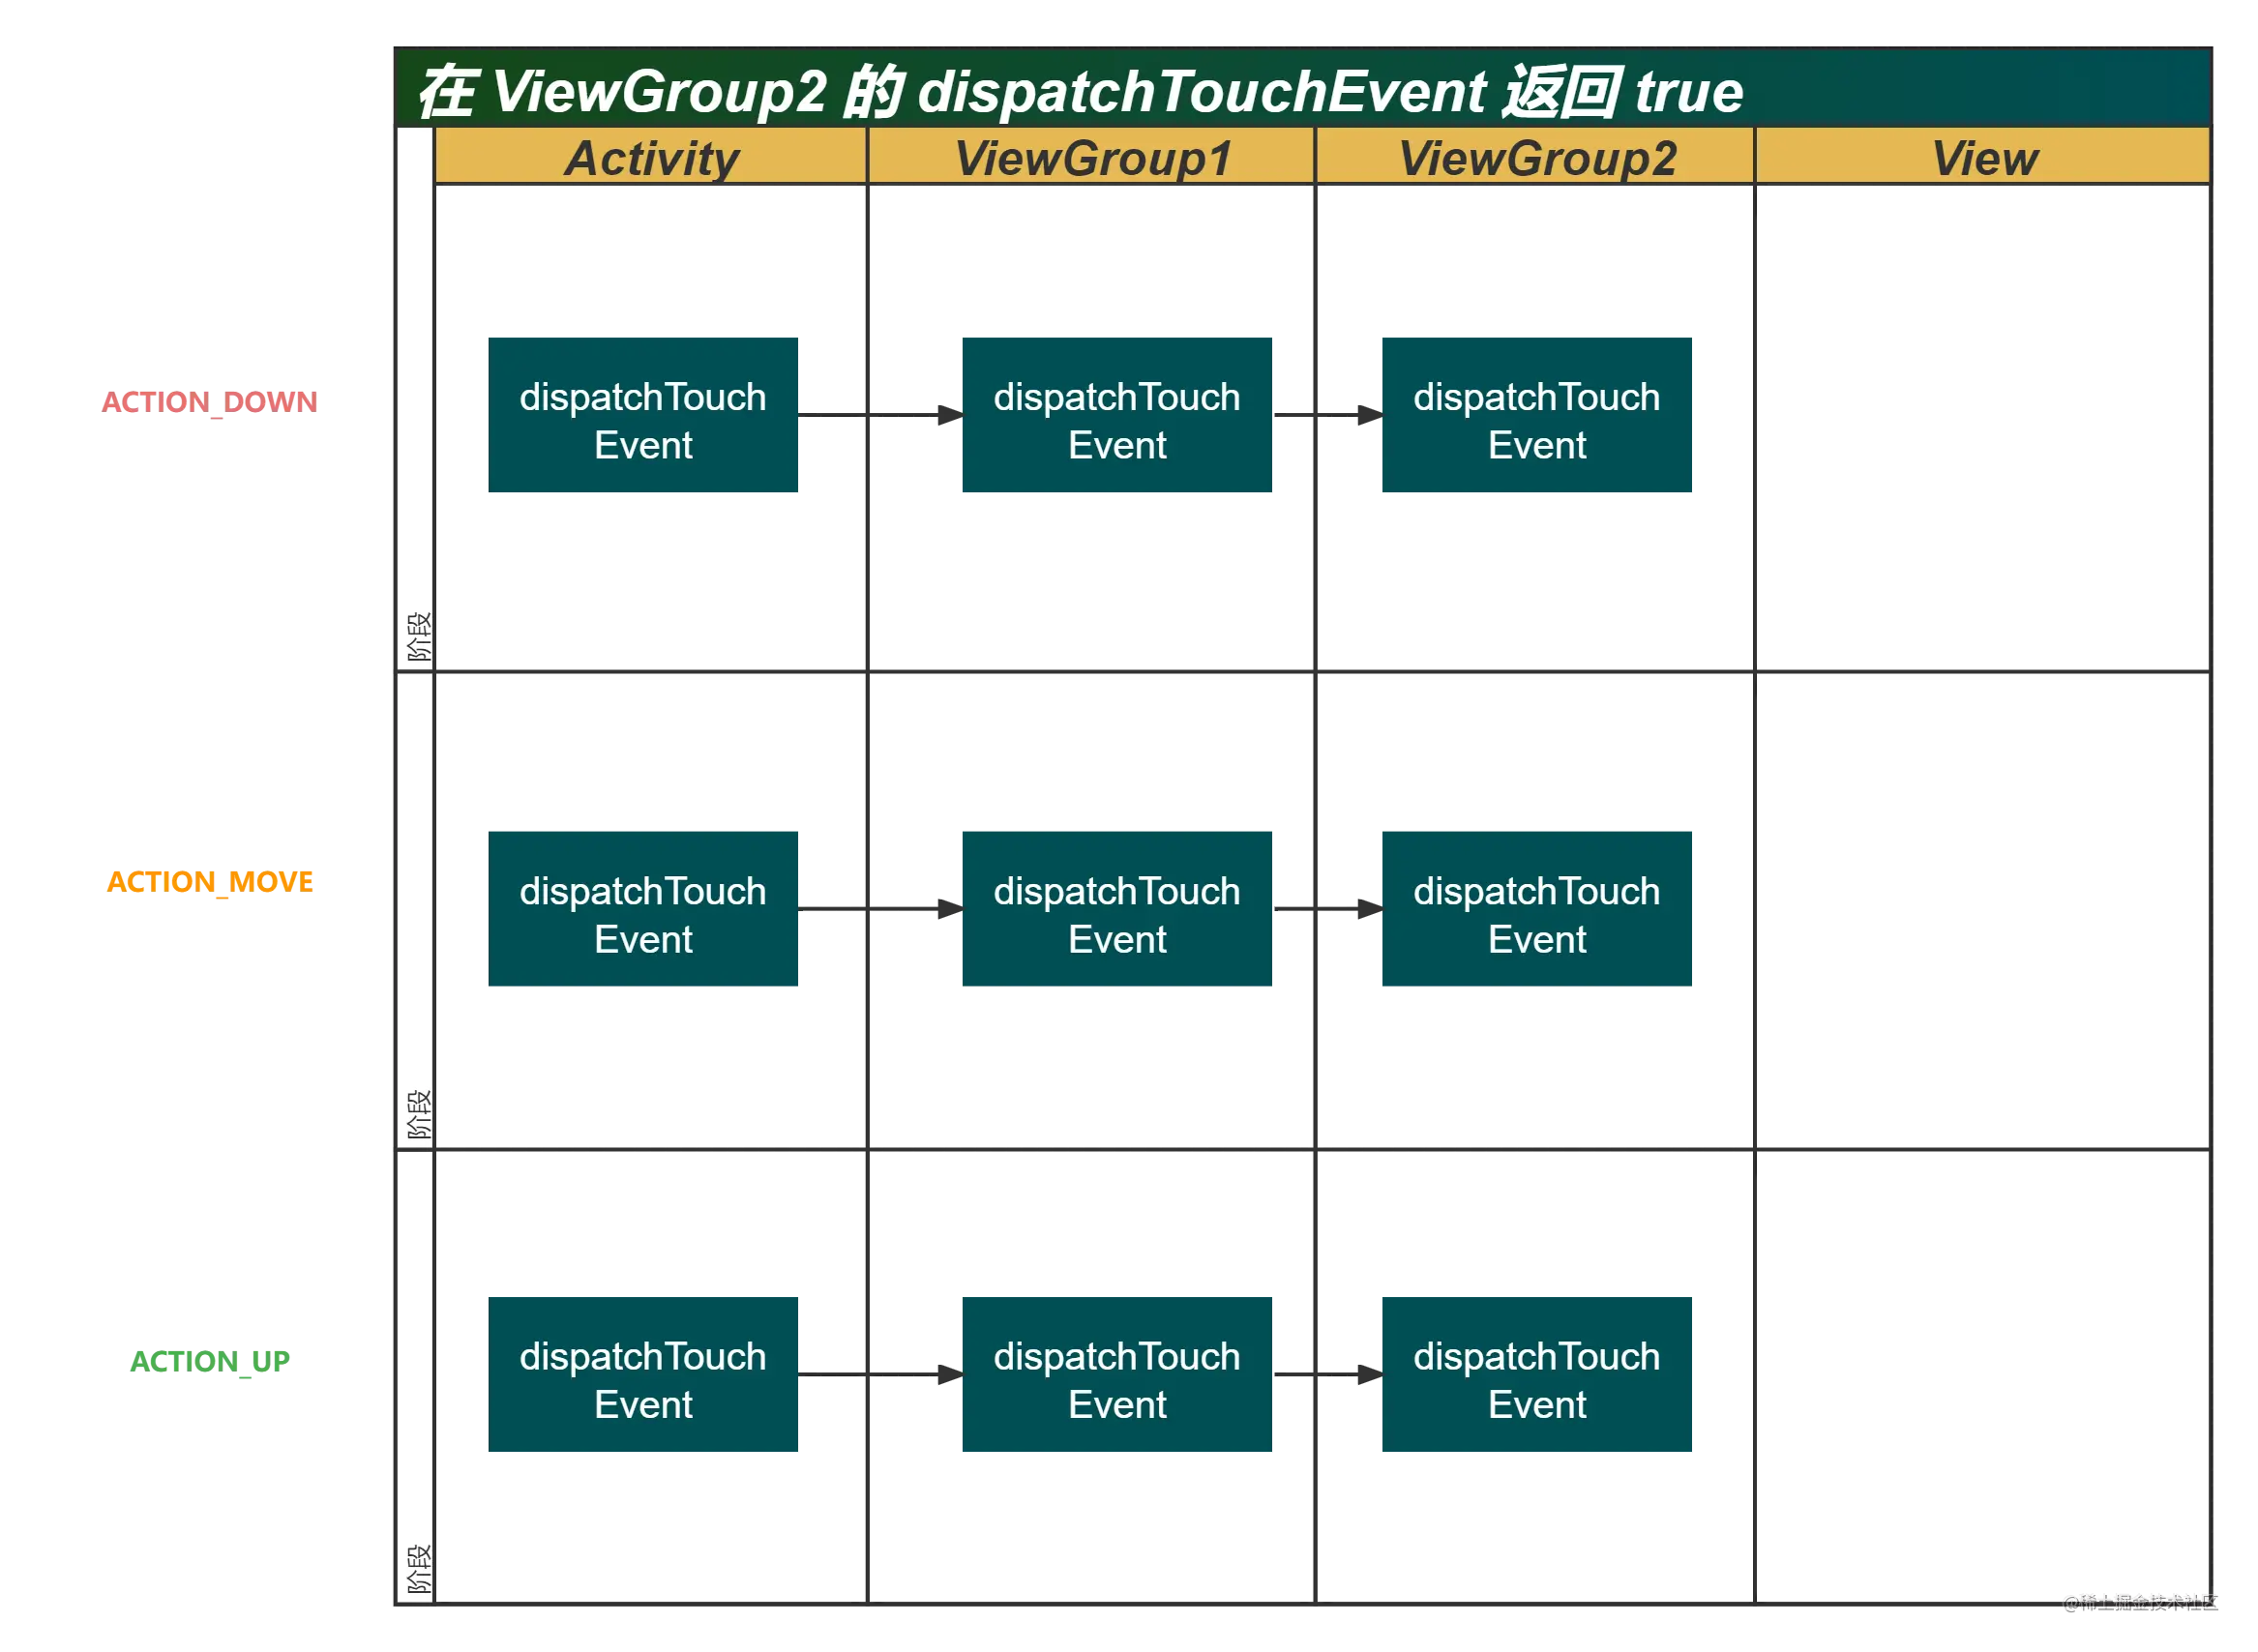 在 ViewGroup2 的 dispatchTouchEvent 返回 true
Activity
ViewGroup1
ViewGroup2
View
ACTION_DOWN
dispatchTouch
Event
dispatchTouch
Event
dispatchTouch
Event
阶段
ACTION_MOVE
dispatchTouch
Event
dispatchTouch
Event
dispatchTouch
Event
阶段
ACTION_UP
dispatchTouch
Event
dispatchTouch
Event
dispatchTouch
Event
阶段
@稀土掘金技术社区